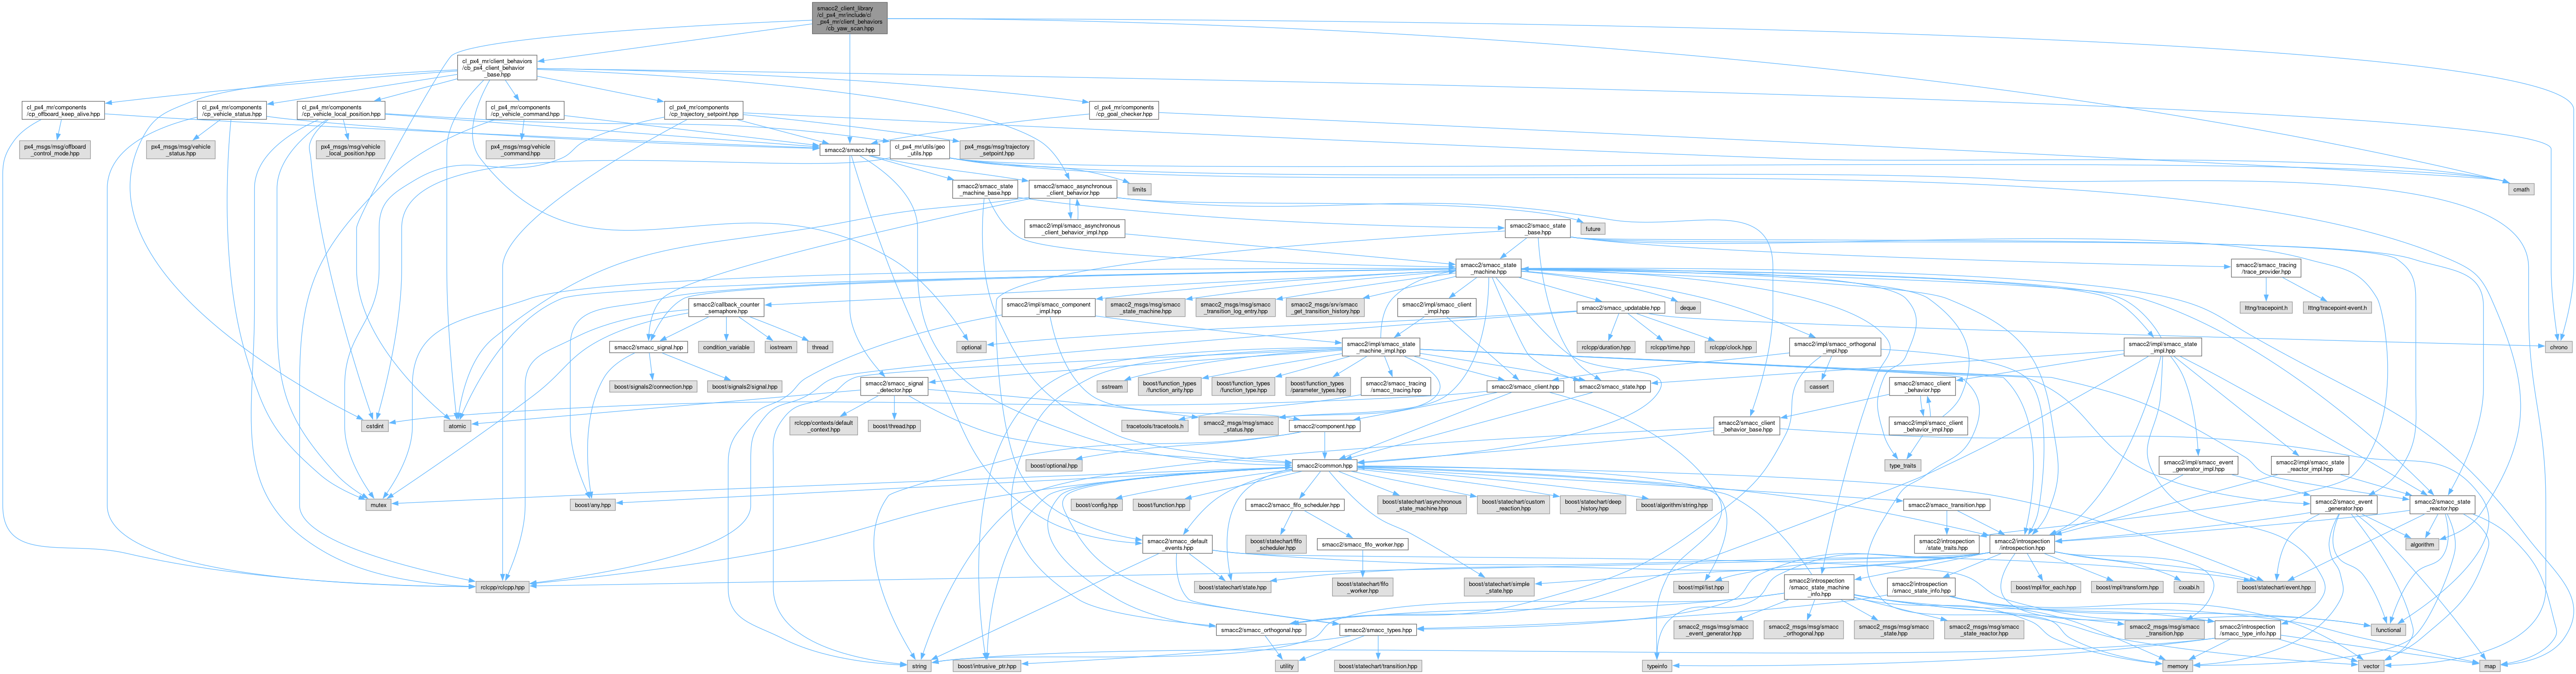 smacc2_client_library
/cl_px4_mr/include/cl
_px4_mr/client_behaviors
/cb_yaw_scan.hpp
cl_px4_mr/client_behaviors
/cb_px4_client_behavior
_base.hpp
cl_px4_mr/components
/cp_offboard_keep_alive.hpp
cl_px4_mr/components
/cp_vehicle_status.hpp
cl_px4_mr/components
/cp_vehicle_local_position.hpp
cl_px4_mr/components
/cp_vehicle_command.hpp
cl_px4_mr/components
/cp_trajectory_setpoint.hpp
cl_px4_mr/components
/cp_goal_checker.hpp
px4_msgs/msg/offboard
_control_mode.hpp
px4_msgs/msg/vehicle
_status.hpp
px4_msgs/msg/vehicle
_local_position.hpp
px4_msgs/msg/vehicle
_command.hpp
smacc2/smacc.hpp
cl_px4_mr/utils/geo
_utils.hpp
px4_msgs/msg/trajectory
_setpoint.hpp
smacc2/smacc_state
_machine_base.hpp
smacc2/smacc_asynchronous
_client_behavior.hpp
limits
cmath
smacc2/impl/smacc_asynchronous
_client_behavior_impl.hpp
future
smacc2/smacc_state
_base.hpp
smacc2/smacc_state
_machine.hpp
smacc2/smacc_tracing
/trace_provider.hpp
smacc2/callback_counter
_semaphore.hpp
smacc2/impl/smacc_component
_impl.hpp
smacc2_msgs/msg/smacc
_state_machine.hpp
smacc2_msgs/msg/smacc
_transition_log_entry.hpp
smacc2_msgs/srv/smacc
_get_transition_history.hpp
smacc2/impl/smacc_client
_impl.hpp
smacc2/smacc_updatable.hpp
deque
lttng/tracepoint.h
lttng/tracepoint-event.h
smacc2/smacc_signal.hpp
condition_variable
iostream
thread
optional
smacc2/impl/smacc_state
_machine_impl.hpp
rclcpp/duration.hpp
rclcpp/time.hpp
rclcpp/clock.hpp
smacc2/impl/smacc_orthogonal
_impl.hpp
smacc2/impl/smacc_state
_impl.hpp
chrono
boost/signals2/connection.hpp
boost/signals2/signal.hpp
smacc2/smacc_signal
_detector.hpp
sstream
boost/function_types
/function_arity.hpp
boost/function_types
/function_type.hpp
boost/function_types
/parameter_types.hpp
smacc2/smacc_tracing
/smacc_tracing.hpp
smacc2/smacc_client.hpp
smacc2/smacc_state.hpp
cassert
smacc2/smacc_client
_behavior.hpp
cstdint
atomic
rclcpp/contexts/default
_context.hpp
boost/thread.hpp
tracetools/tracetools.h
smacc2_msgs/msg/smacc
_status.hpp
smacc2/component.hpp
smacc2/smacc_client
_behavior_base.hpp
smacc2/impl/smacc_client
_behavior_impl.hpp
boost/optional.hpp
smacc2/common.hpp
type_traits
smacc2/impl/smacc_event
_generator_impl.hpp
smacc2/impl/smacc_state
_reactor_impl.hpp
mutex
boost/any.hpp
boost/config.hpp
boost/function.hpp
smacc2/smacc_fifo_scheduler.hpp
boost/statechart/asynchronous
_state_machine.hpp
boost/statechart/custom
_reaction.hpp
boost/statechart/deep
_history.hpp
boost/algorithm/string.hpp
smacc2/smacc_transition.hpp
smacc2/smacc_event
_generator.hpp
smacc2/smacc_state
_reactor.hpp
smacc2/smacc_default
_events.hpp
boost/statechart/fifo
_scheduler.hpp
smacc2/smacc_fifo_worker.hpp
smacc2/introspection
/state_traits.hpp
smacc2/introspection
/introspection.hpp
algorithm
rclcpp/rclcpp.hpp
boost/statechart/state.hpp
boost/statechart/fifo
_worker.hpp
boost/statechart/simple
_state.hpp
boost/mpl/list.hpp
smacc2/introspection
/smacc_state_machine
_info.hpp
smacc2/introspection
/smacc_state_info.hpp
boost/mpl/for_each.hpp
boost/mpl/transform.hpp
cxxabi.h
boost/statechart/event.hpp
smacc2/smacc_orthogonal.hpp
smacc2/smacc_types.hpp
smacc2_msgs/msg/smacc
_event_generator.hpp
smacc2_msgs/msg/smacc
_orthogonal.hpp
smacc2_msgs/msg/smacc
_state.hpp
smacc2_msgs/msg/smacc
_state_reactor.hpp
smacc2_msgs/msg/smacc
_transition.hpp
smacc2/introspection
/smacc_type_info.hpp
functional
string
boost/intrusive_ptr.hpp
utility
boost/statechart/transition.hpp
typeinfo
memory
vector
map